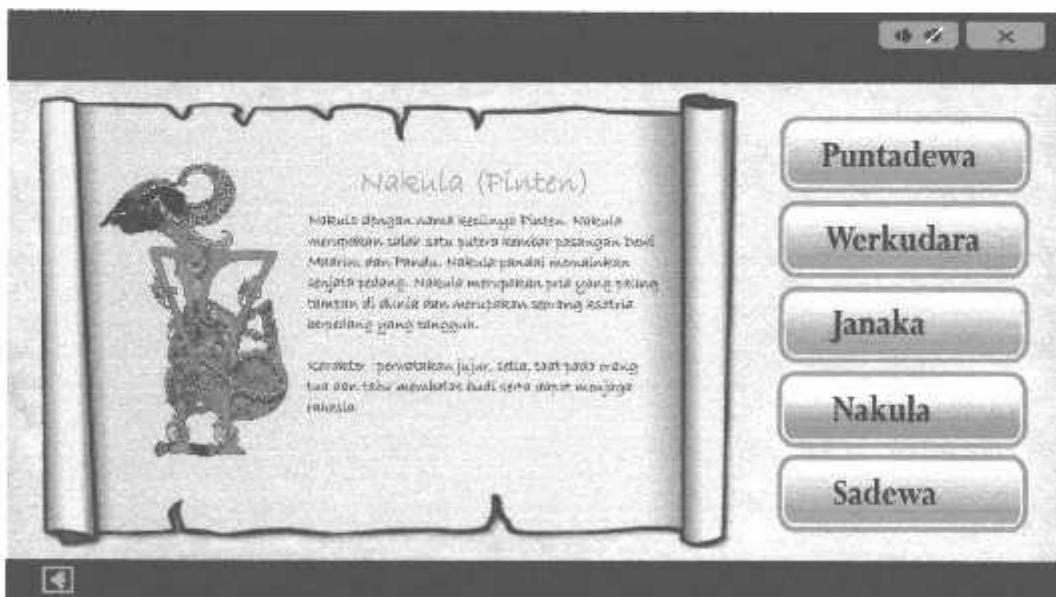 Nakula (Pinten)
Nakula dengan nama kecilnya Pinten. Nakula
merupakan salah satu putera kembar pasangan Dewi
Madrim dan Pandu. Nakula pandai memainkan
senjata pedang. Nakula merupakan pria yang paling
tampan di dunia dan merupakan seorang ksatria
berpedang yang tangguh.
Karakter : perwatakan jujur, setia, taat pada orang
tua dan tahu membalas budi serta dapat menjaga
rahasia
Puntadewa
Werkudara
Janaka
Nakula
Sadewa